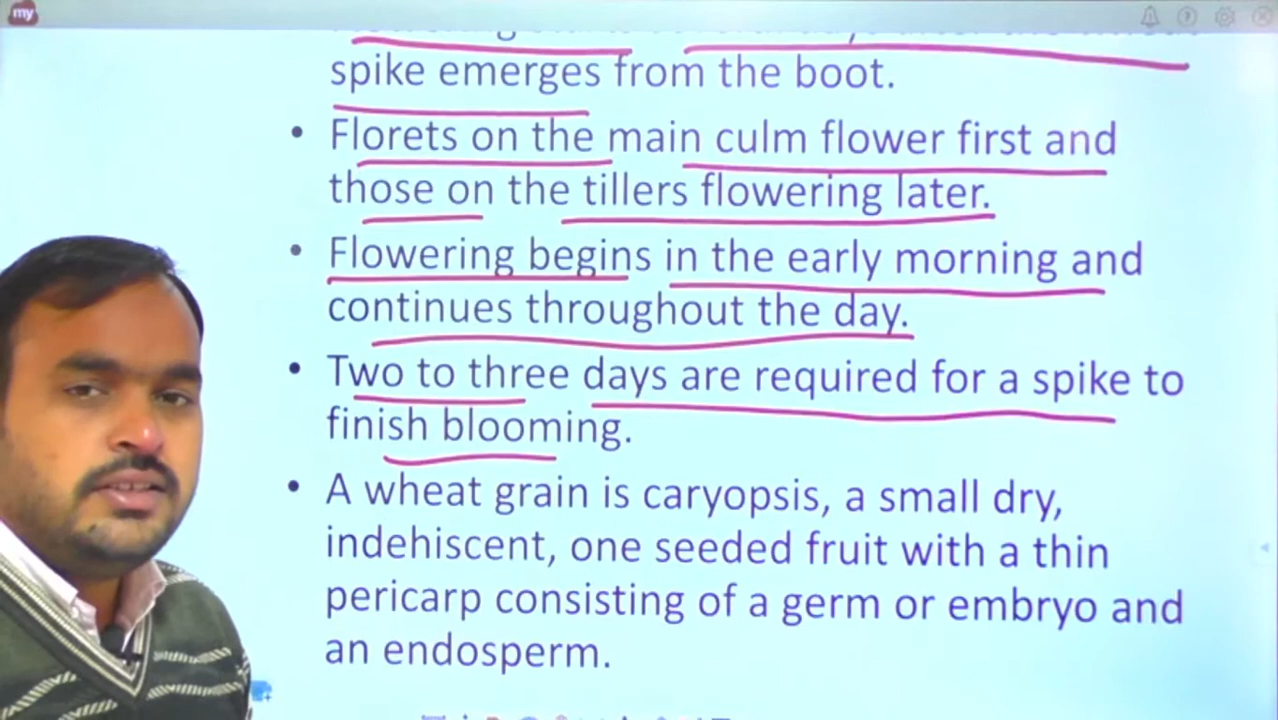 my
spike emerges from the boot.
• Florets on the main culm flower first and
those on the tillers flowering later.
• Flowering begins in the early morning and
continues throughout the day.
• Two to three days are required for a spike to
finish blooming.
• A wheat grain is caryopsis, a small dry,
indehiscent, one seeded fruit with a thin
pericarp consisting of a germ or embryo and
an endosperm.